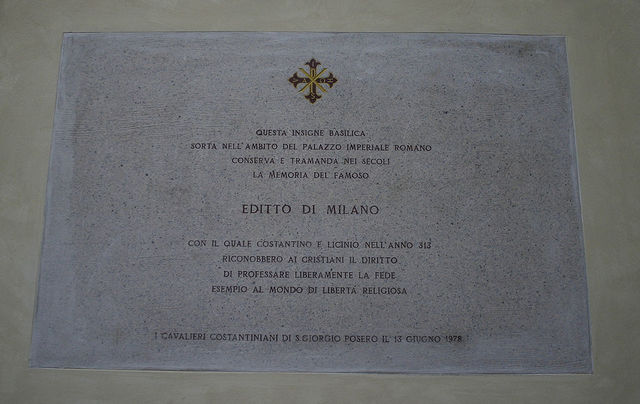 QUESTA INSIGNE BASILICA
SORTA NELL'AMBITO DEL PALAZZO IMPERIALE ROMANO
CONSERVA E TRAMANDA NEI SECOLI
LA MEMORIA DEL FAMOSO
EDITTO DI MILANO
CON IL QUALE COSTANTINO E LICINIO NELL'ANNO 313
RICONOBBERO AI CRISTIANI IL DIRITTO
DI PROFESSARE LIBERAMENTE LA FEDE
ESEMPIO AL MONDO DI LIBERTÀ RELIGIOSA
I CAVALIERI COSTANTINIANI DI S.GIORGIO POSERO IL 13 GIUGNO 1978